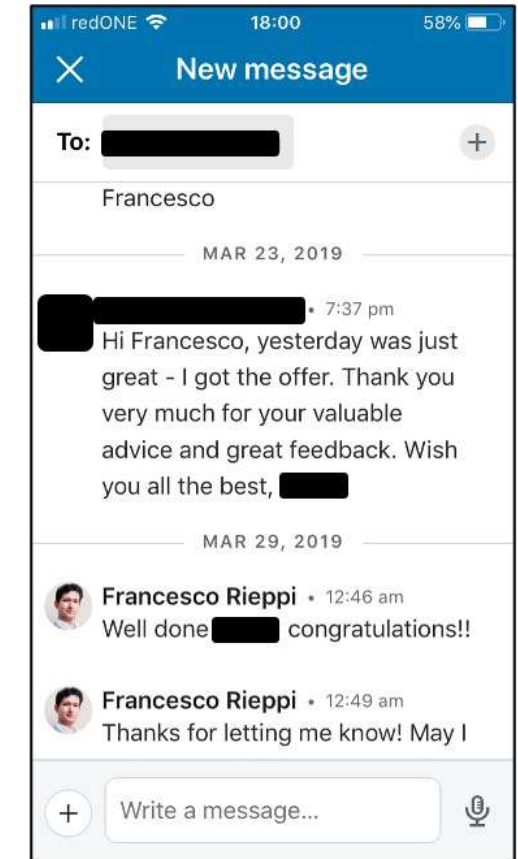 redONE 18:00 58%
New message
To:
Francesco
MAR 23, 2019
• 7:37 pm
Hi Francesco, yesterday was just
great - I got the offer. Thank you
very much for your valuable
advice and great feedback. Wish
you all the best,
MAR 29, 2019
Francesco Rieppi • 12:46 am
Well done congratulations!!
Francesco Rieppi • 12:49 am
Thanks for letting me know! May I
Write a message...